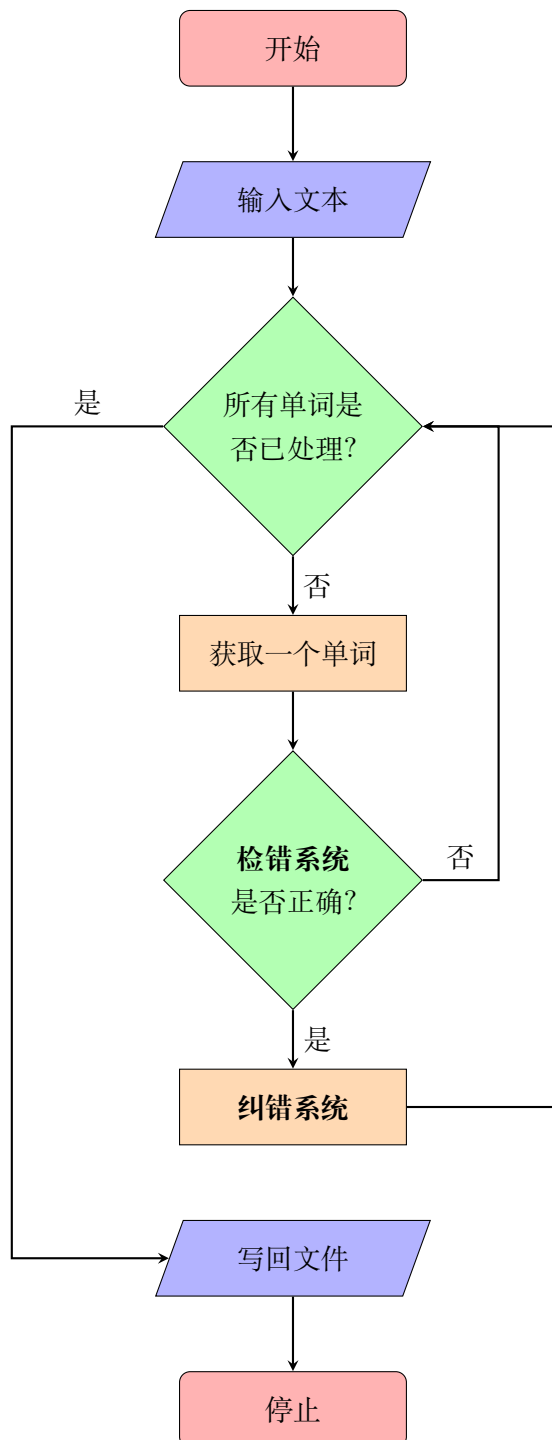 开始
输入文本
是
所有单词是
否已处理?
否
获取一个单词
检错系统
是否正确?
否
是
纠错系统
写回文件
停止